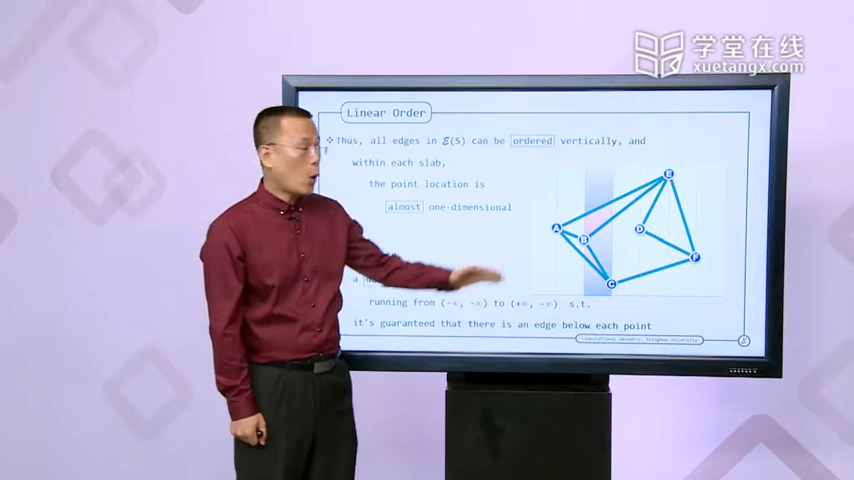 学堂在线
xuetangx.com
Linear Order
Thus, all edges in ℰ(S) can be ordered vertically, and
within each slab,
the point location is
almost one-dimensional
E
A
B
D
F
C
a
running from (-∞, -∞) to (+∞, -∞) s.t.
it's guaranteed that there is an edge below each point
Computational Geometry, Tsinghua University